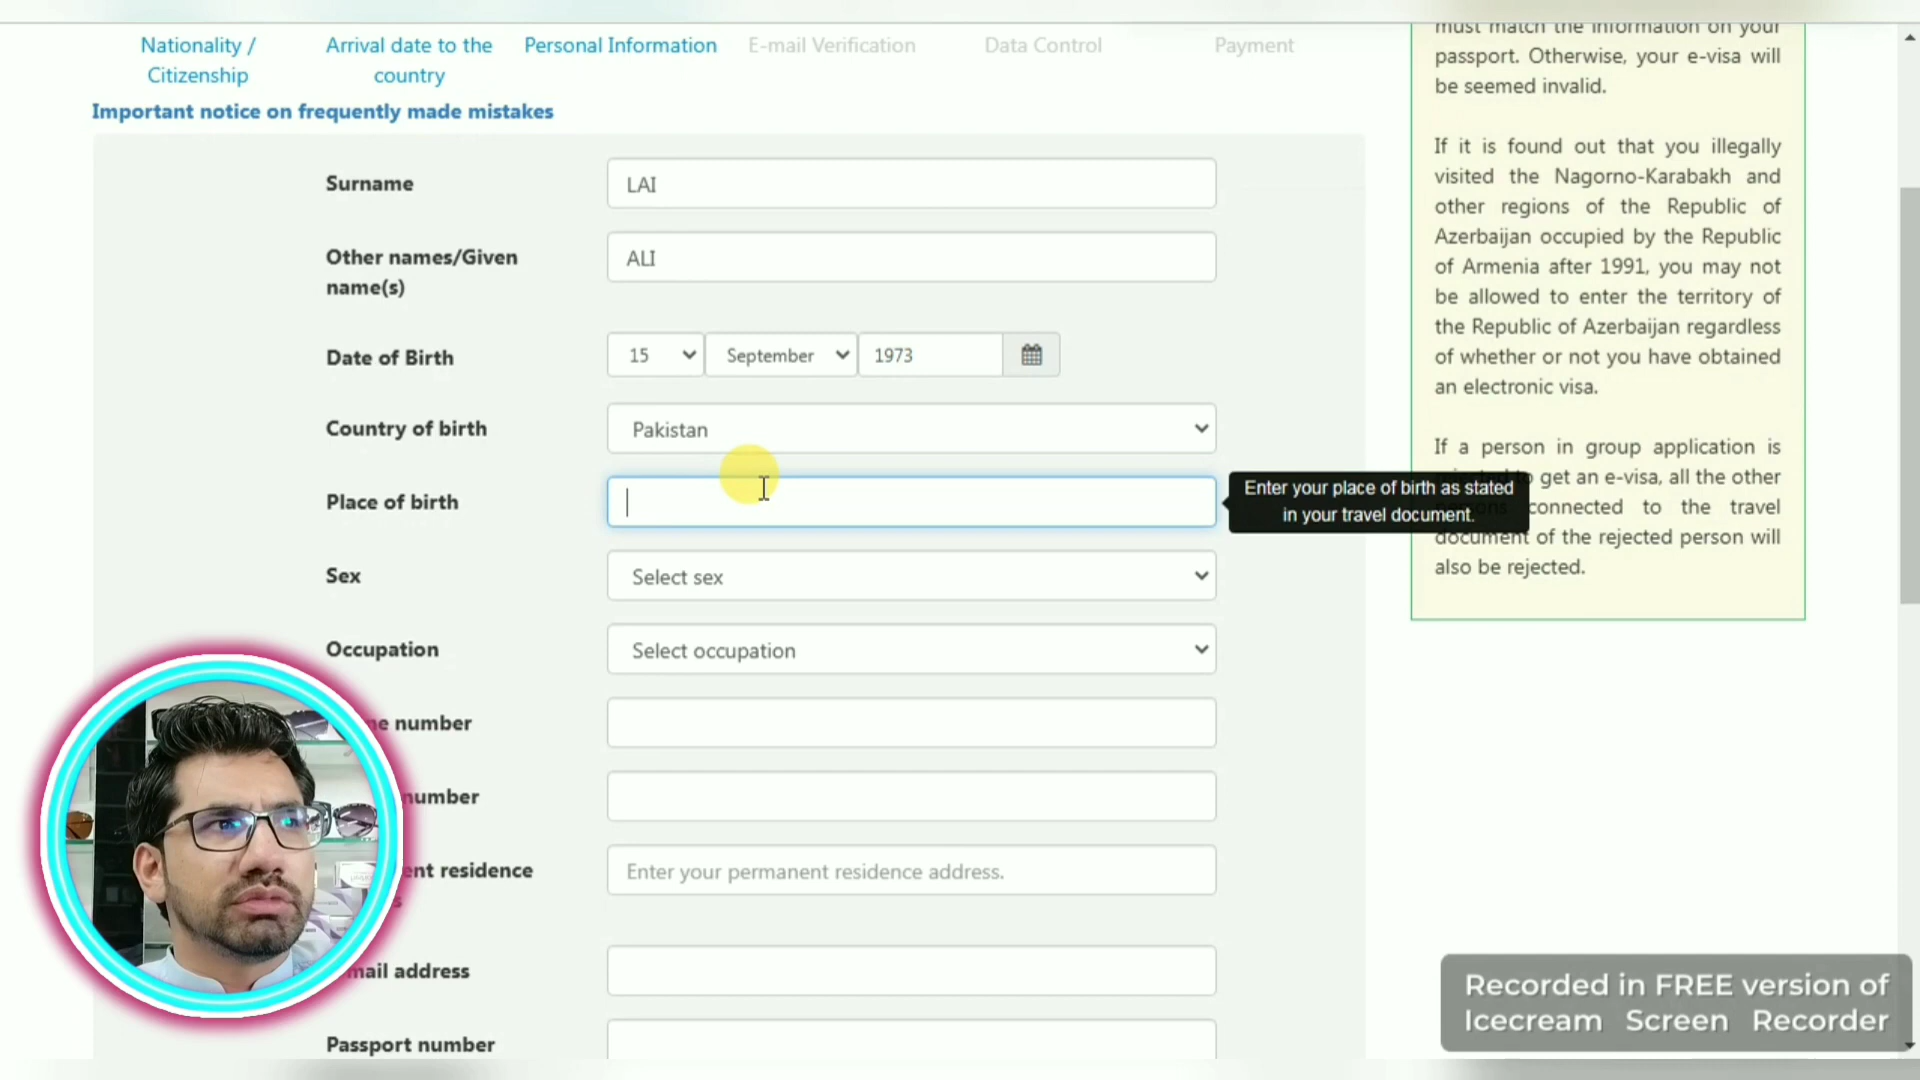 Nationality /
Citizenship
Arrival date to the
country
Personal Information
E-mail Verification
Data Control
Payment
Important notice on frequently made mistakes
Surname
LAI
Other names/Given
name(s)
ALI
Date of Birth
15
September
1973
Country of birth
Pakistan
Place of birth
Enter your place of birth as stated
in your travel document.
Sex
Select sex
Occupation
Select occupation
number
number
residence
Enter your permanent residence address.
address
Passport number
must match the information on your
passport. Otherwise, your e-visa will
be seemed invalid.
If it is found out that you illegally
visited the Nagorno-Karabakh and
other regions of the Republic of
Azerbaijan occupied by the Republic
of Armenia after 1991, you may not
be allowed to enter the territory of
the Republic of Azerbaijan regardless
of whether or not you have obtained
an electronic visa.
If a person in group application is
to get an e-visa, all the other
connected to the travel
document of the rejected person will
also be rejected.
Recorded in FREE version of
Icecream Screen Recorder